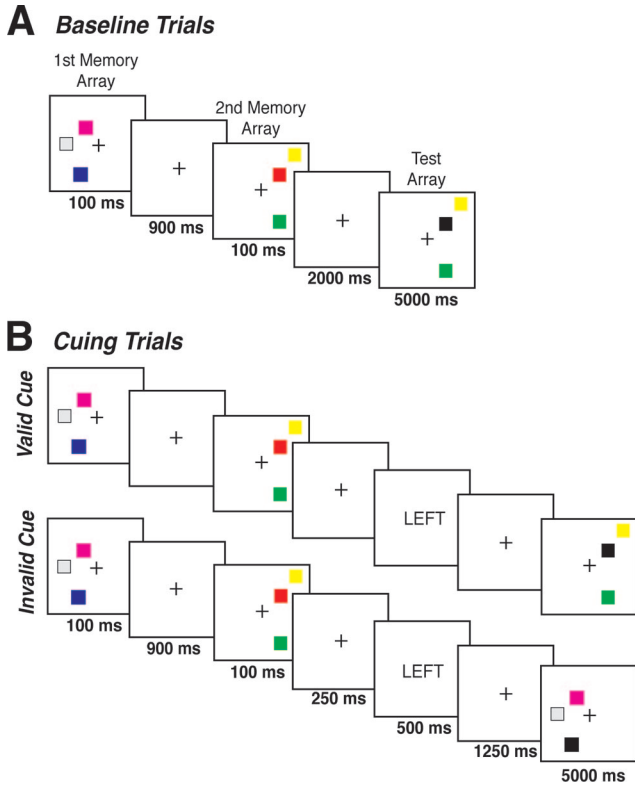 A Baseline Trials
1st Memory
Array
2nd Memory
Array
Test
Array
100 ms
900 ms
100 ms
2000 ms
5000 ms
B Cuing Trials
Valid Cue
LEFT
Invalid Cue
LEFT
100 ms
900 ms
100 ms
250 ms
500 ms
1250 ms
5000 ms